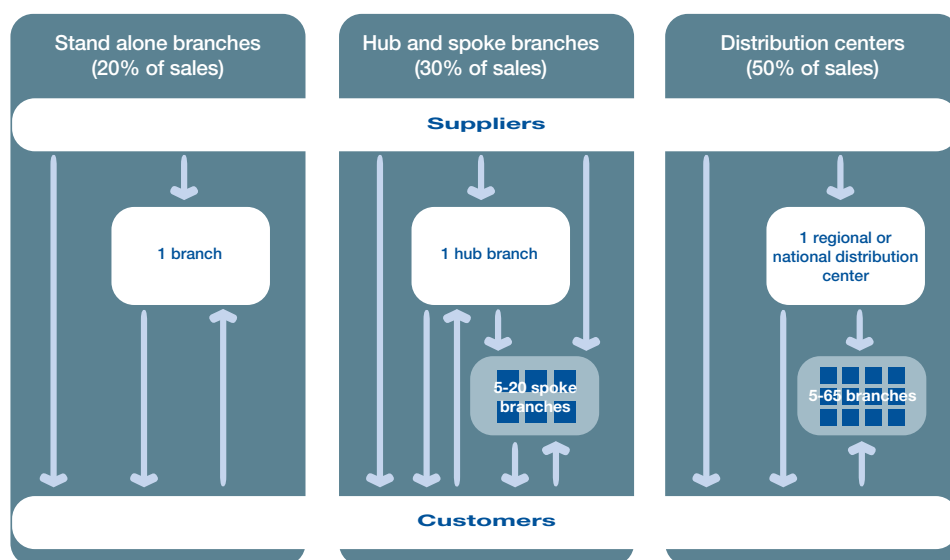 Stand alone branches
(20% of sales)
Hub and spoke branches
(30% of sales)
Distribution centers
(50% of sales)
Suppliers
1 branch
1 hub branch
1 regional or
national distribution
center
5-20 spoke
branches
5-65 branches
Customers